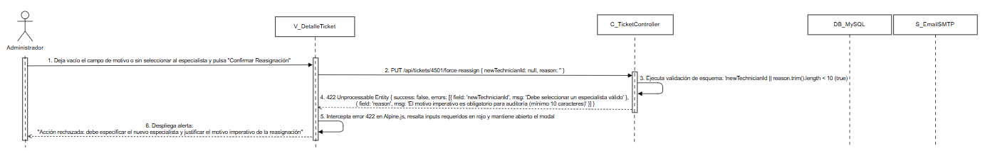 V_DetalleTicket
C_TicketController
DB_MySQL
S_EmailSMTP
Administrador
1. Deja vacío el campo de motivo o sin seleccionar al especialista y pulsa "Confirmar Reasignación"
2. PUT /api/tickets/4501/force-reassign { newTechnicianId: null, reason: '' }
3. Ejecuta validación de esquema: !newTechnicianId || reason.trim().length < 10 (true)
4. 422 Unprocessable Entity { success: false, errors: [{ field: 'newTechnicianId', msg: 'Debe seleccionar un especialista válido' },
{ field: 'reason', msg: 'El motivo imperativo es obligatorio para auditoría (mínimo 10 caracteres)' }] }
5. Intercepta error 422 en Alpine.js, resalta inputs requeridos en rojo y mantiene abierto el modal
6. Despliega alerta:
"Acción rechazada: debe especificar el nuevo especialista y justificar el motivo imperativo de la reasignación"